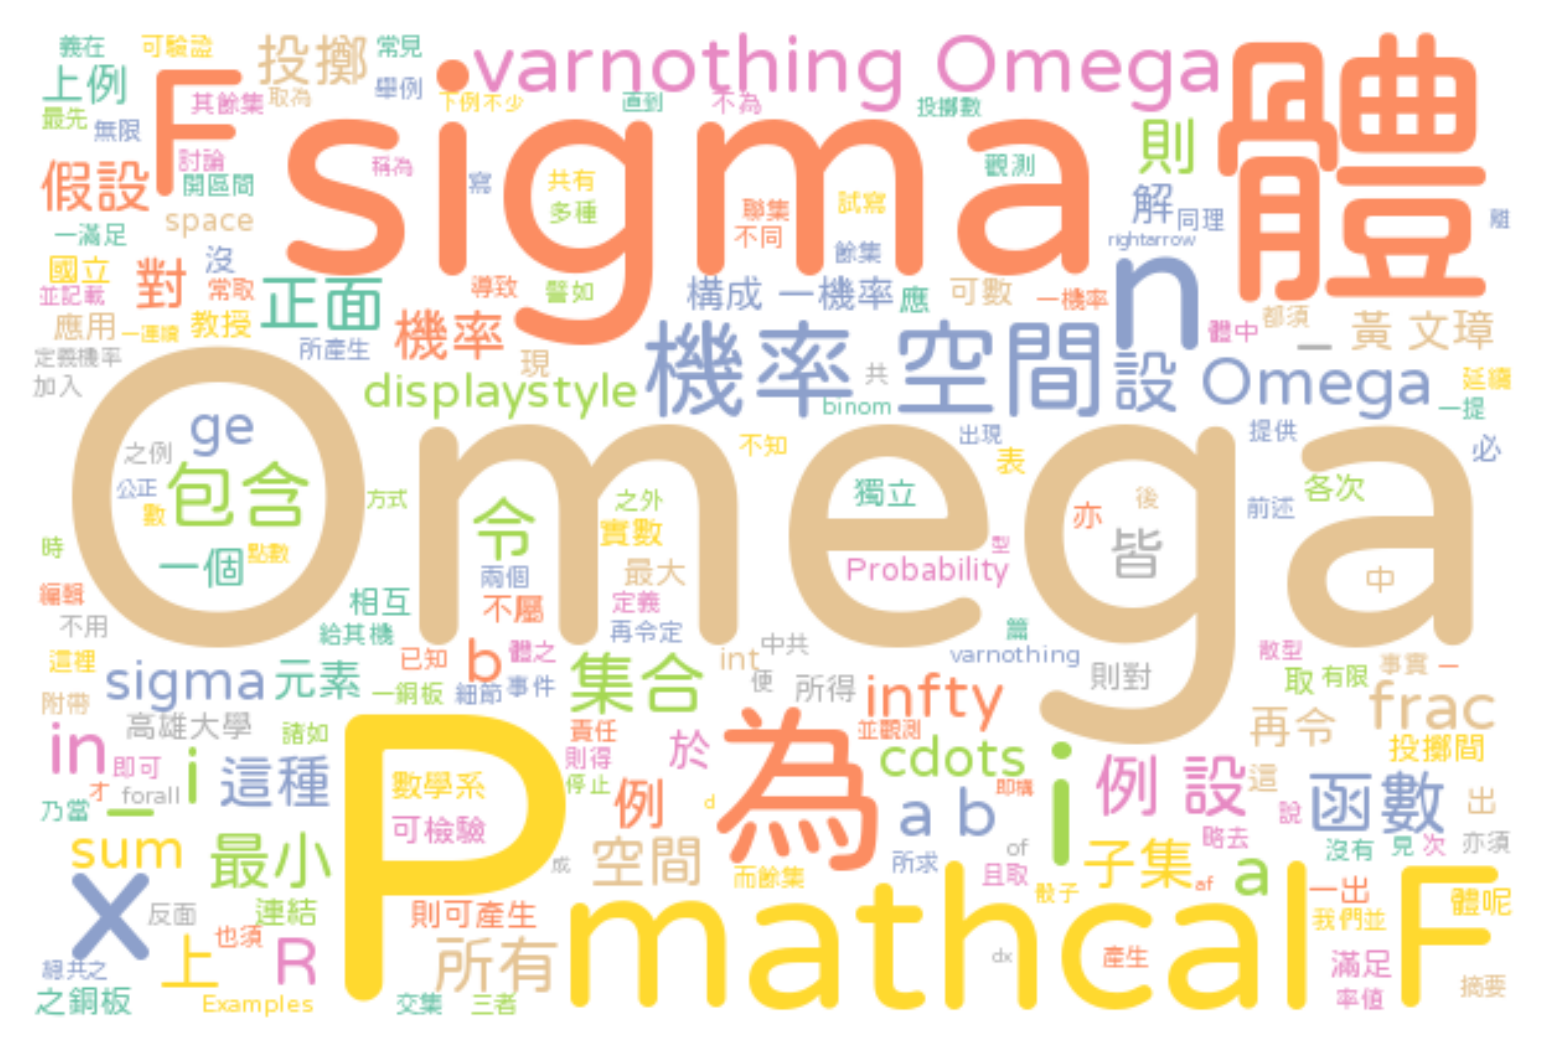 義在 可驗證 投擲 常見 varnothing Omega
上例 F 其餘集 取為 舉例 下例不少 直到 不為 投擲數
最先 無限 sigma 體
假設 討論 開區間 稱為 寫 共有 觀測 則
space 多種 聯集 試寫 解 同理
一滿足 不同 餘集 rightarrow
國立 對 沒 n
並記載 常取 正面 導致 譬如 構成 一機率 應 可數 一機率
應用 一連續 教授 機率 體中 都須 _ 黃 文璋
定義機率 所產生 現 機率 空間 設 Omega 延續
加入 displaystyle 共 binom 一提
ge Omega 不知 出現 提供 必
之例 表
公正 包含 方式 令 之外 獨立 後 前述 各次
數 實數 亦 皆
時 一個 點數 兩個 最大 Probability 型 中
編輯 相互 不屬 定義
不用 給其機 再令定 中共 篇
這裡 sigma 元素 已知 b 體之 int varnothing 散型 事實 一
附帶 一銅板 細節 事件 集合 便 所得 infty 則對 取 有限 frac
高雄大學 諸如 責任 於 為 並觀測 再令 投擲間
in 即可 _ i 這種 P 則得 cdots i 例 設 這
才 forall 數學系 停止 例 d a b 即構 說 函數 出
乃當 可檢驗 略去
sum 最小 成 空間 所求 of 子集 沒有 見 次 亦須
x 反面 連結 而餘集 且取 骰子 af a 一出 體呢
也須 則可產生 mathcal F 我們並
上 R 所有 dx 產生 滿足
總共之 摘要
之銅板 Examples 交集 三者 率值
離